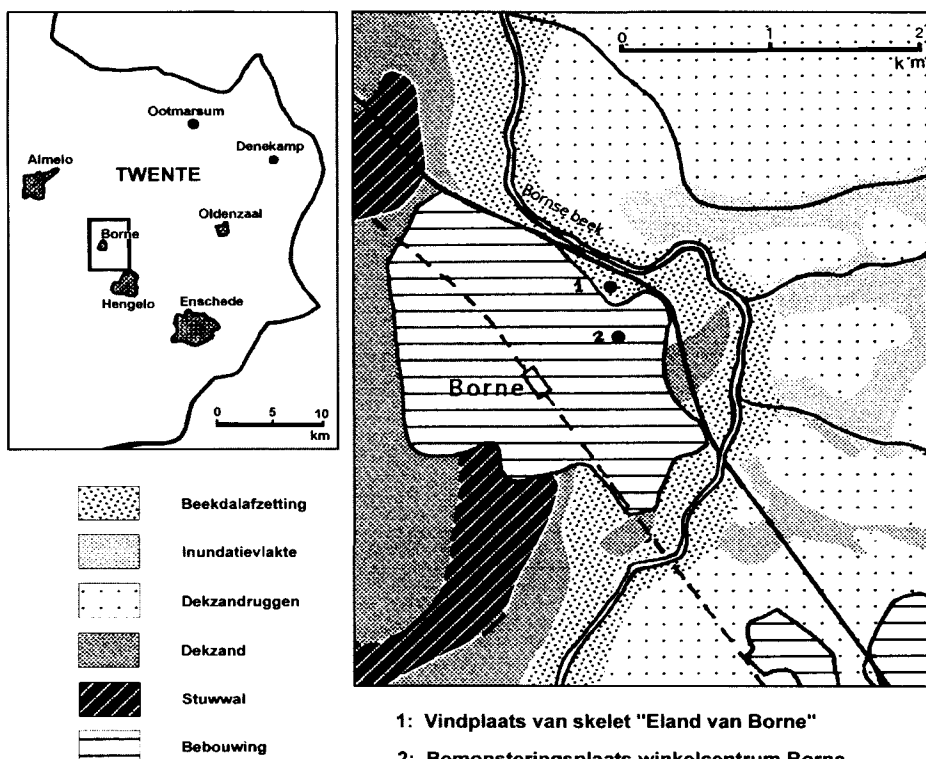 Ootmarsum
Denekamp
Almelo
TWENTE
Oldenzaal
Borne
Hengelo
Enschede
0 5 10
km
0 1 2
k m
Bornse beek
1
2
Borne
Beekdalafzetting
Inundatievlakte
Dekzandruggen
Dekzand
Stuwwal
Bebouwing
1: Vindplaats van skelet "Eland van Borne"
2: Bemonsteringsplaats winkelcentrum Borne